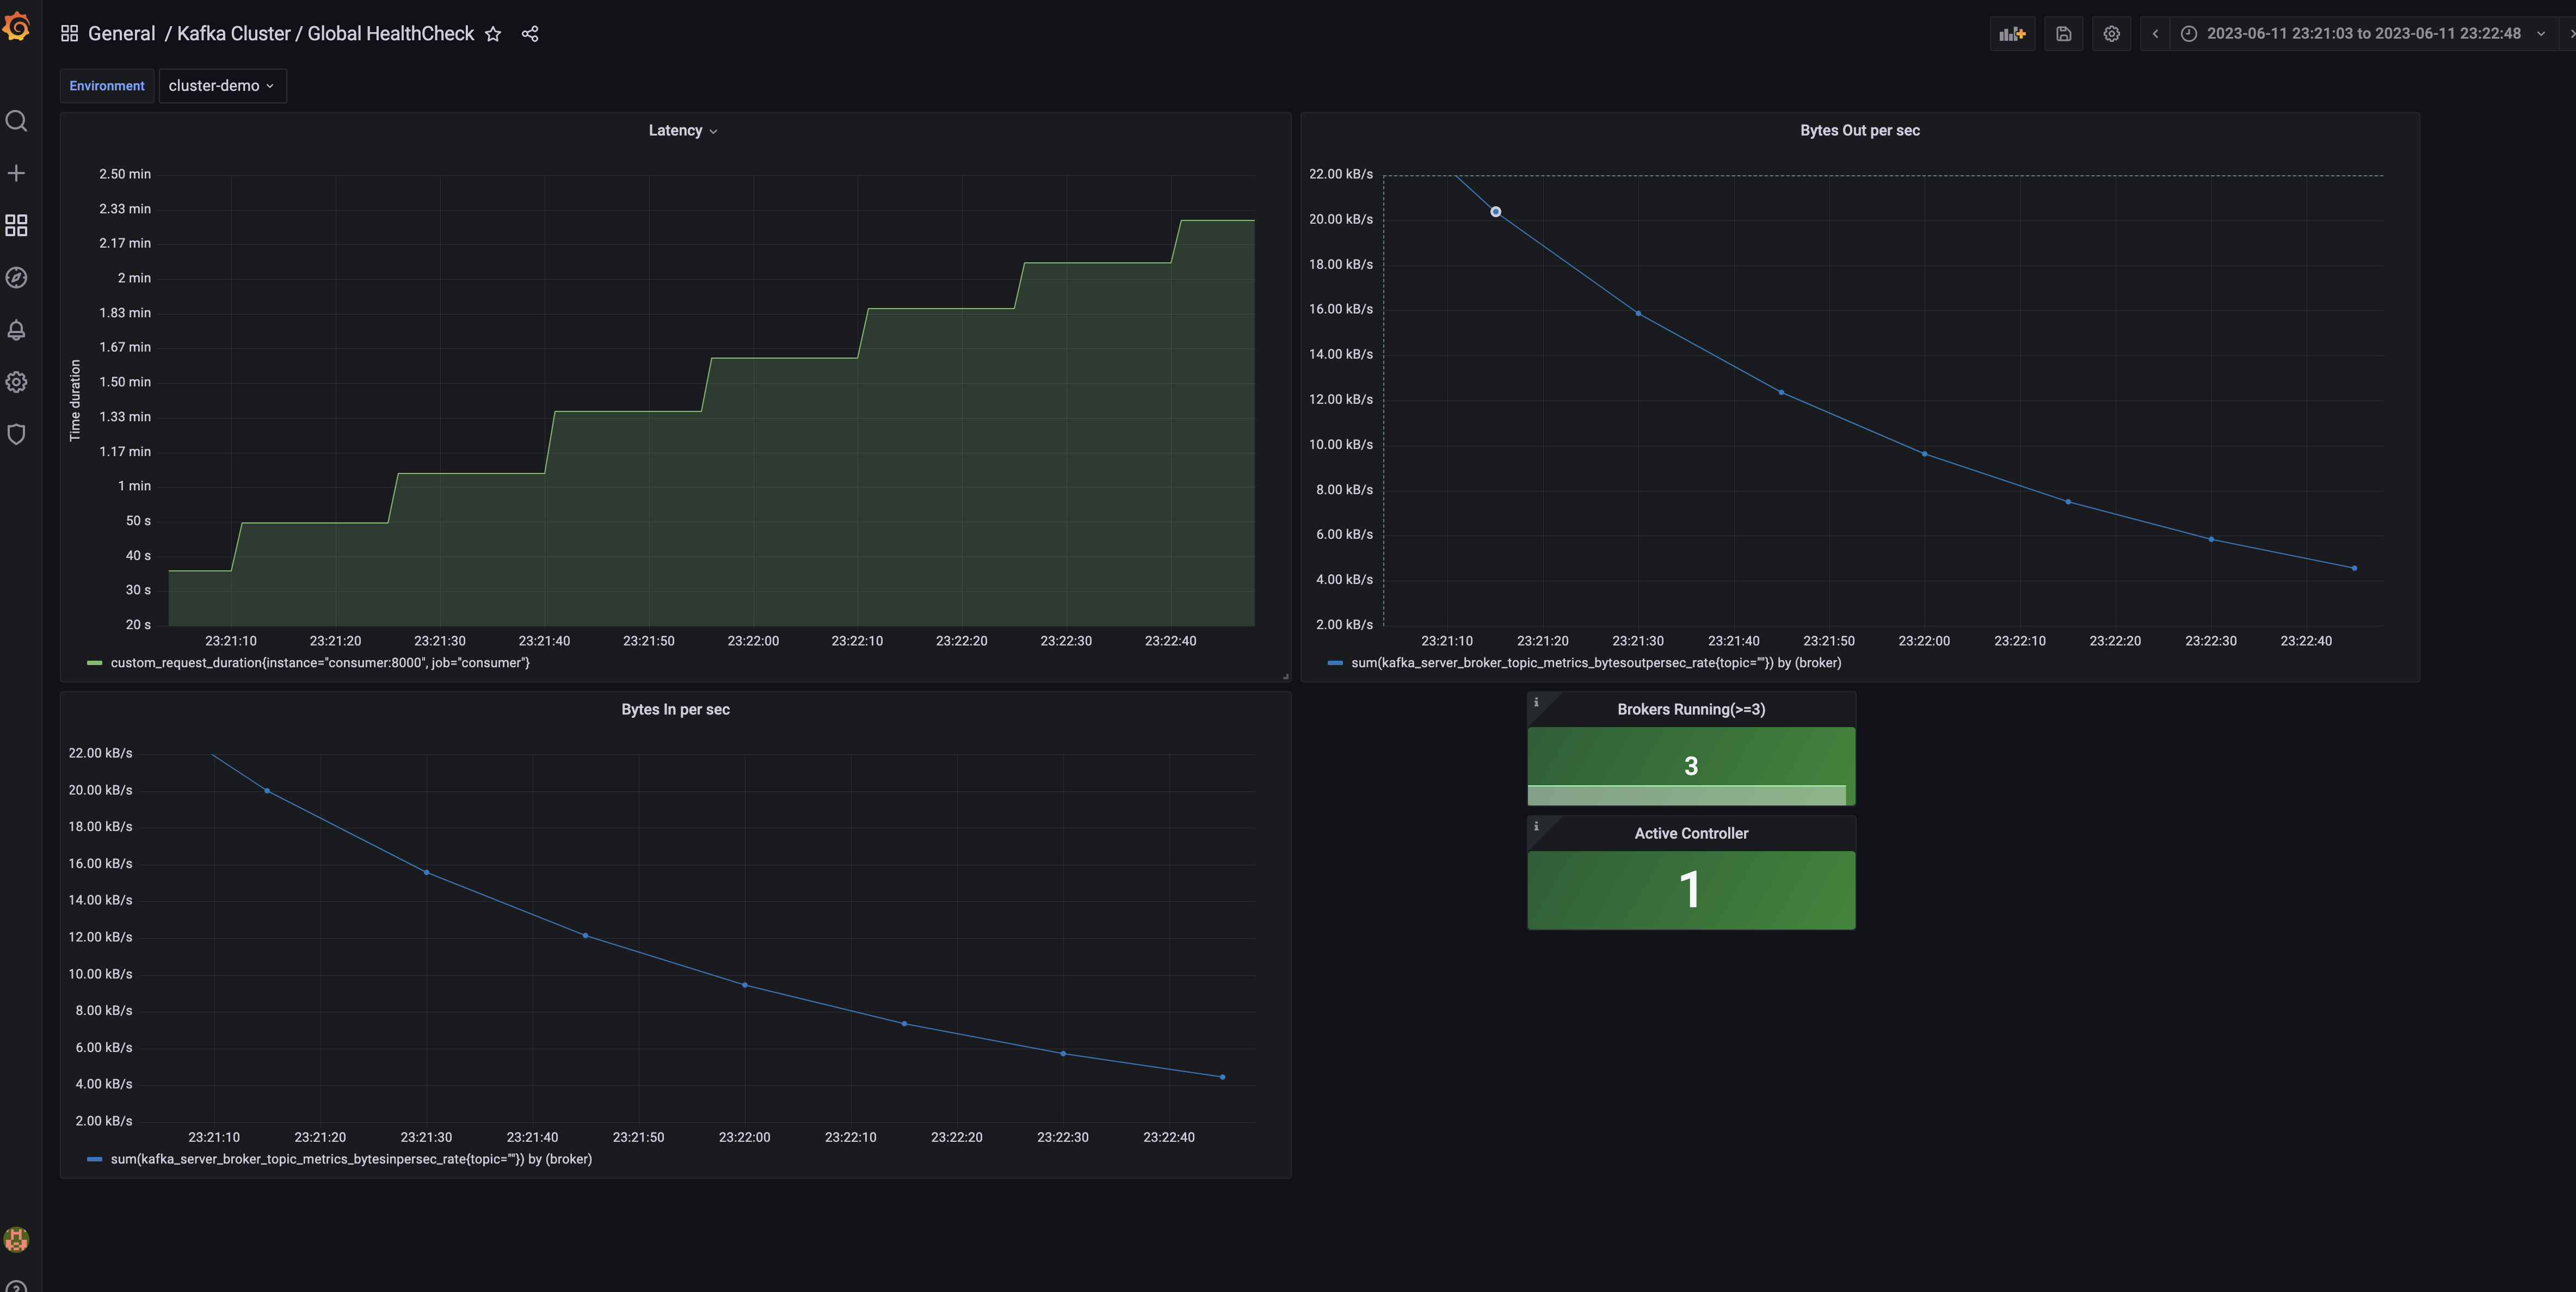 General / Kafka Cluster / Global HealthCheck
2023-06-11 23:21:03 to 2023-06-11 23:22:48
Environment
cluster-demo
Latency
2.50 min
2.33 min
2.17 min
2 min
1.83 min
1.67 min
1.50 min
1.33 min
1.17 min
1 min
50 s
40 s
30 s
20 s
Time duration
23:21:10 23:21:20 23:21:30 23:21:40 23:21:50 23:22:00 23:22:10 23:22:20 23:22:30 23:22:40
custom_request_duration{instance="consumer:8000", job="consumer"}
Bytes Out per sec
22.00 kB/s
20.00 kB/s
18.00 kB/s
16.00 kB/s
14.00 kB/s
12.00 kB/s
10.00 kB/s
8.00 kB/s
6.00 kB/s
4.00 kB/s
2.00 kB/s
23:21:10 23:21:20 23:21:30 23:21:40 23:21:50 23:22:00 23:22:10 23:22:20 23:22:30 23:22:40
sum(kafka_server_broker_topic_metrics_bytesoutpersec_rate{topic=""}) by (broker)
Bytes In per sec
22.00 kB/s
20.00 kB/s
18.00 kB/s
16.00 kB/s
14.00 kB/s
12.00 kB/s
10.00 kB/s
8.00 kB/s
6.00 kB/s
4.00 kB/s
2.00 kB/s
23:21:10 23:21:20 23:21:30 23:21:40 23:21:50 23:22:00 23:22:10 23:22:20 23:22:30 23:22:40
sum(kafka_server_broker_topic_metrics_bytesinpersec_rate{topic=""}) by (broker)
i
Brokers Running(>=3)
3
i
Active Controller
1